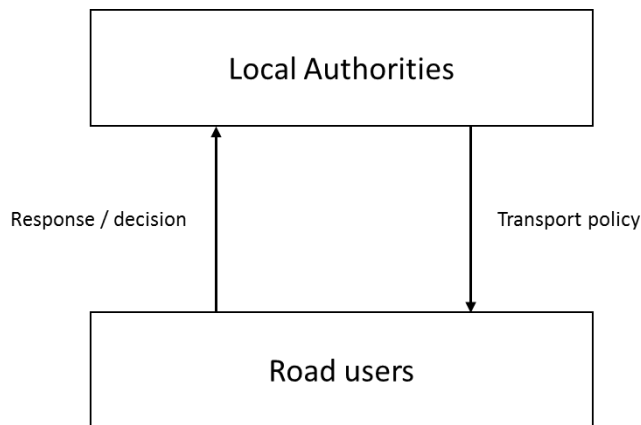 Local Authorities
Response / decision
Transport policy
Road users